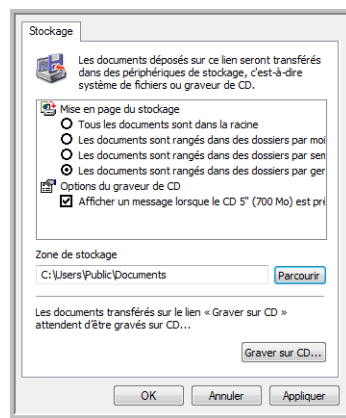 Stockage
Les documents déposés sur ce lien seront transférés
dans des périphériques de stockage, c'est-à-dire
système de fichiers ou graveur de CD.
Mise en page du stockage
Tous les documents sont dans la racine
Les documents sont rangés dans des dossiers par moi
Les documents sont rangés dans des dossiers par sen
Les documents sont rangés dans des dossiers par ger
Options du graveur de CD
Afficher un message lorsque le CD 5" (700 Mo) est prê
Zone de stockage
C:\Users\Public\Documents
Parcourir
Les documents transférés sur le lien « Graver sur CD »
attendent d'être gravés sur CD...
Graver sur CD...
OK Annuler Appliquer